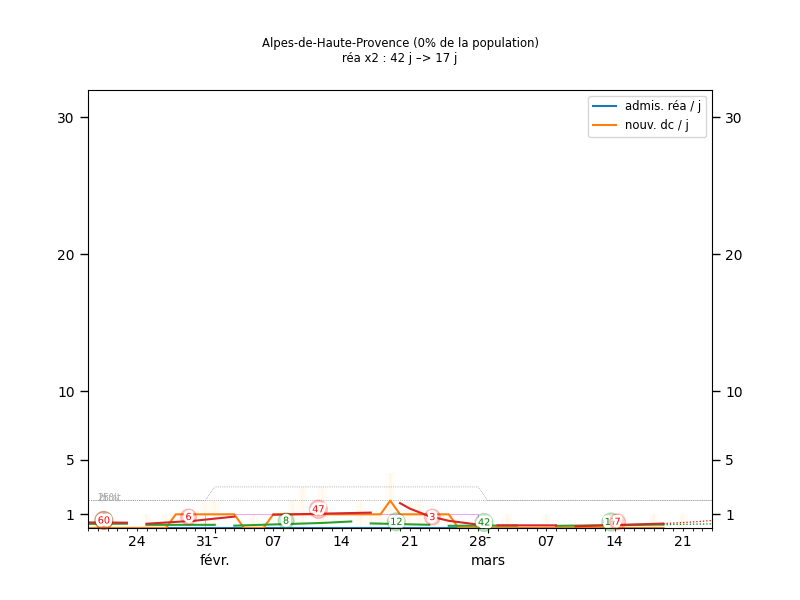 Alpes-de-Haute-Provence (0% de la population)
réa x2 : 42 j –> 17 j
admis. réa / j
nouv. dc / j
30 30
20 20
10 10
5 5
1 1
60 6 8 47 12 3 42
24 31 07 14 21 28 07 14 21
févr. mars